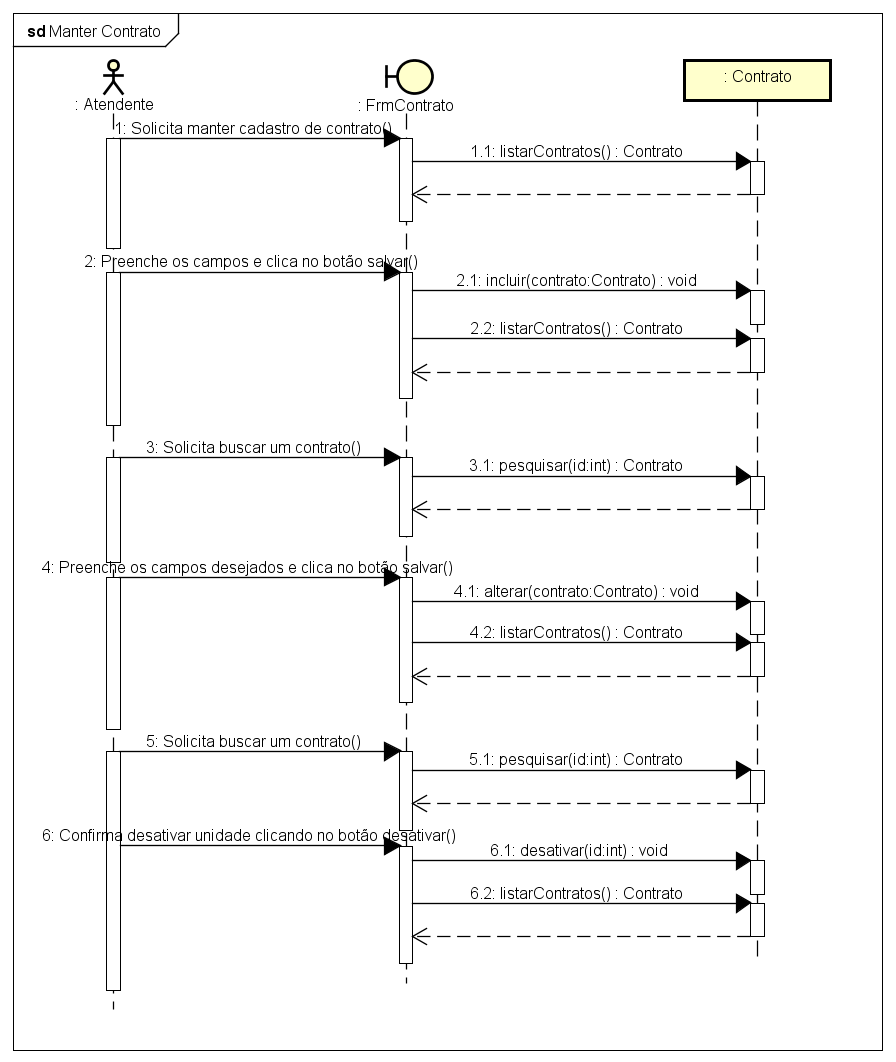 sd Manter Contrato
: Atendente
: FrmContrato
: Contrato
1: Solicita manter cadastro de contrato()
1.1: listarContratos() : Contrato
2: Preenche os campos e clica no botão salvar()
2.1: incluir(contrato:Contrato) : void
2.2: listarContratos() : Contrato
3: Solicita buscar um contrato()
3.1: pesquisar(id:int) : Contrato
4: Preenche os campos desejados e clica no botão salvar()
4.1: alterar(contrato:Contrato) : void
4.2: listarContratos() : Contrato
5: Solicita buscar um contrato()
5.1: pesquisar(id:int) : Contrato
6: Confirma desativar unidade clicando no botão desativar()
6.1: desativar(id:int) : void
6.2: listarContratos() : Contrato